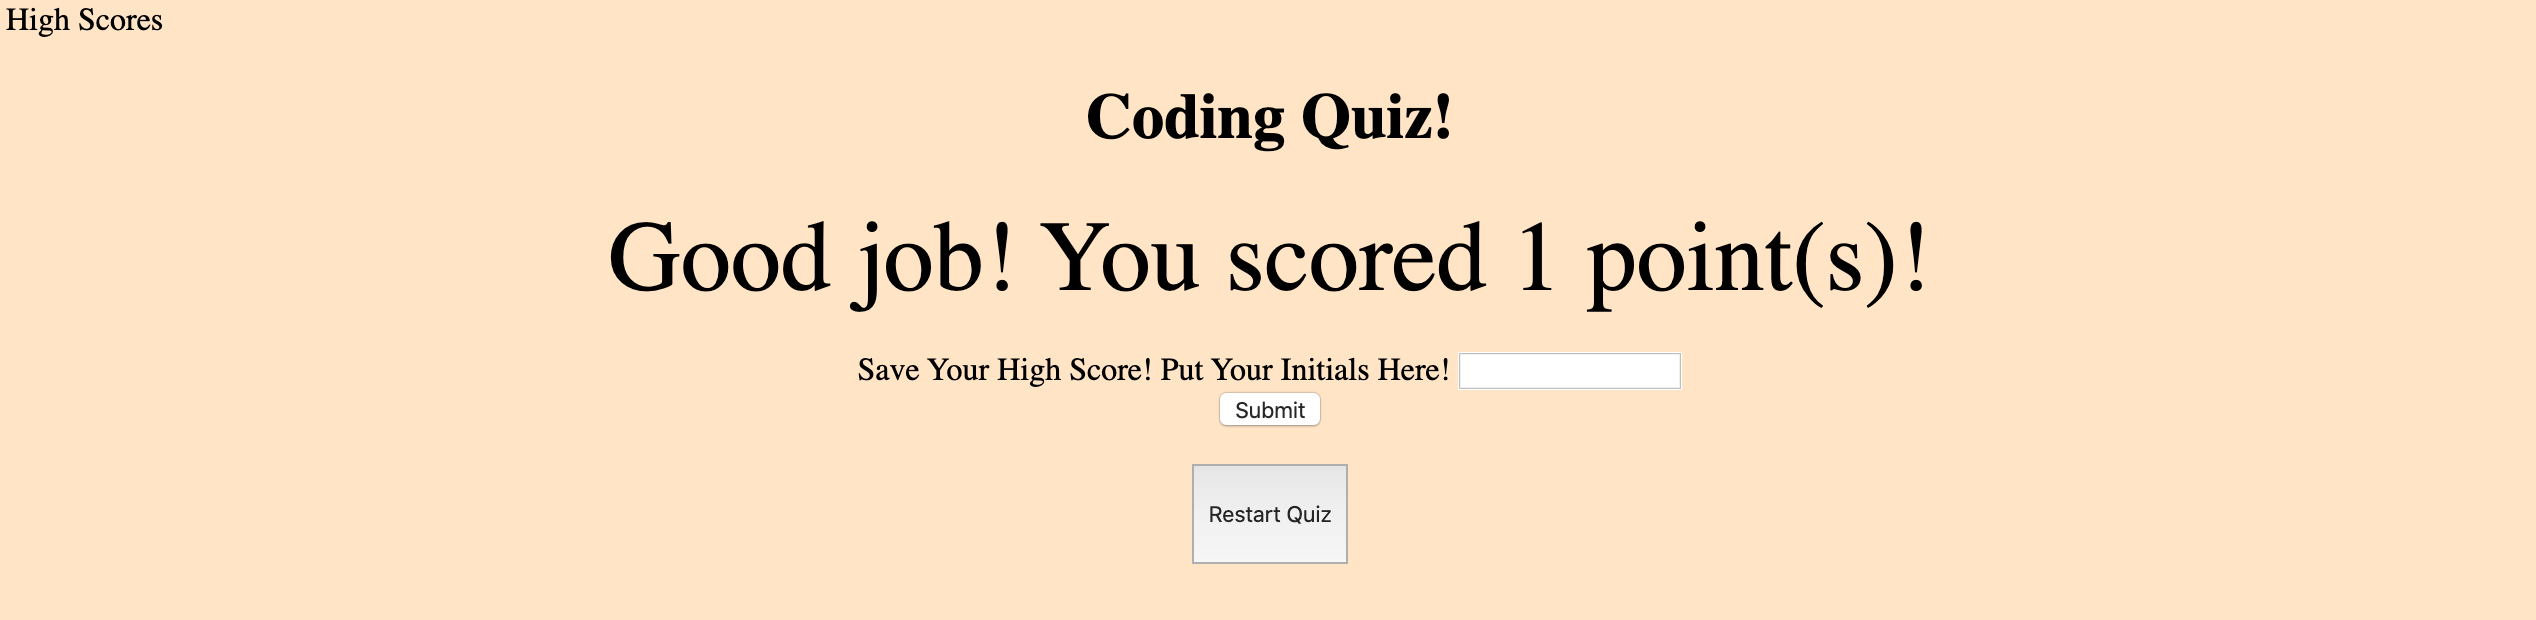 High Scores
Coding Quiz!
Good job! You scored 1 point(s)!
Save Your High Score! Put Your Initials Here!
Submit
Restart Quiz